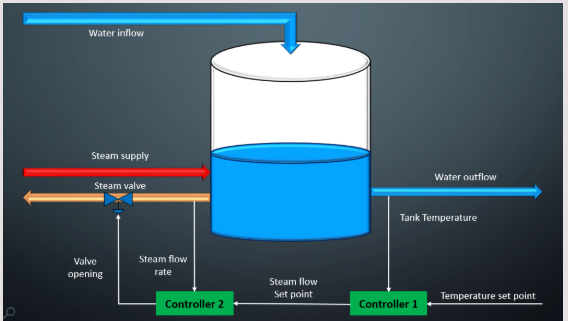 Water inflow
Steam supply
Steam valve
Water outflow
Tank Temperature
Valve
opening
Steam flow
rate
Steam flow
Set point
Temperature set point
Controller 2
Controller 1